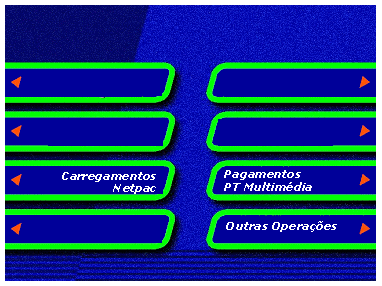 Carregamentos
Netpac
Pagamentos
PT Multimédia
Outras Operações